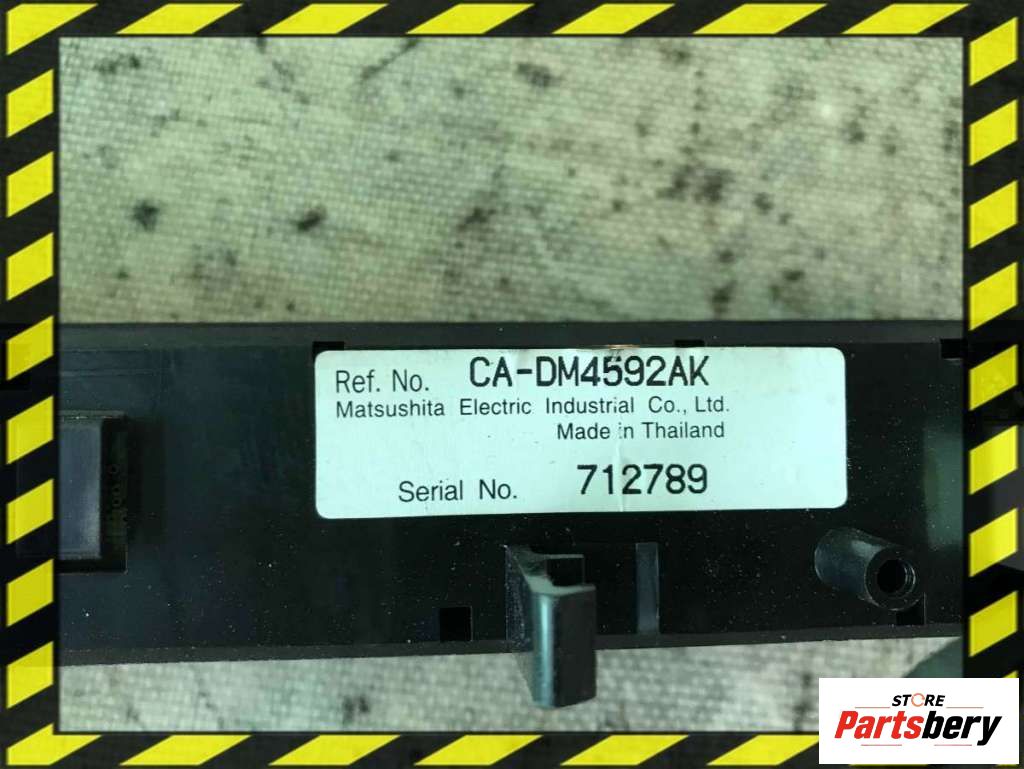 Ref. No. CA-DM4592AK
Matsushita Electric Industrial Co., Ltd.
Made in Thailand
Serial No. 712789
STORE
Partsbery